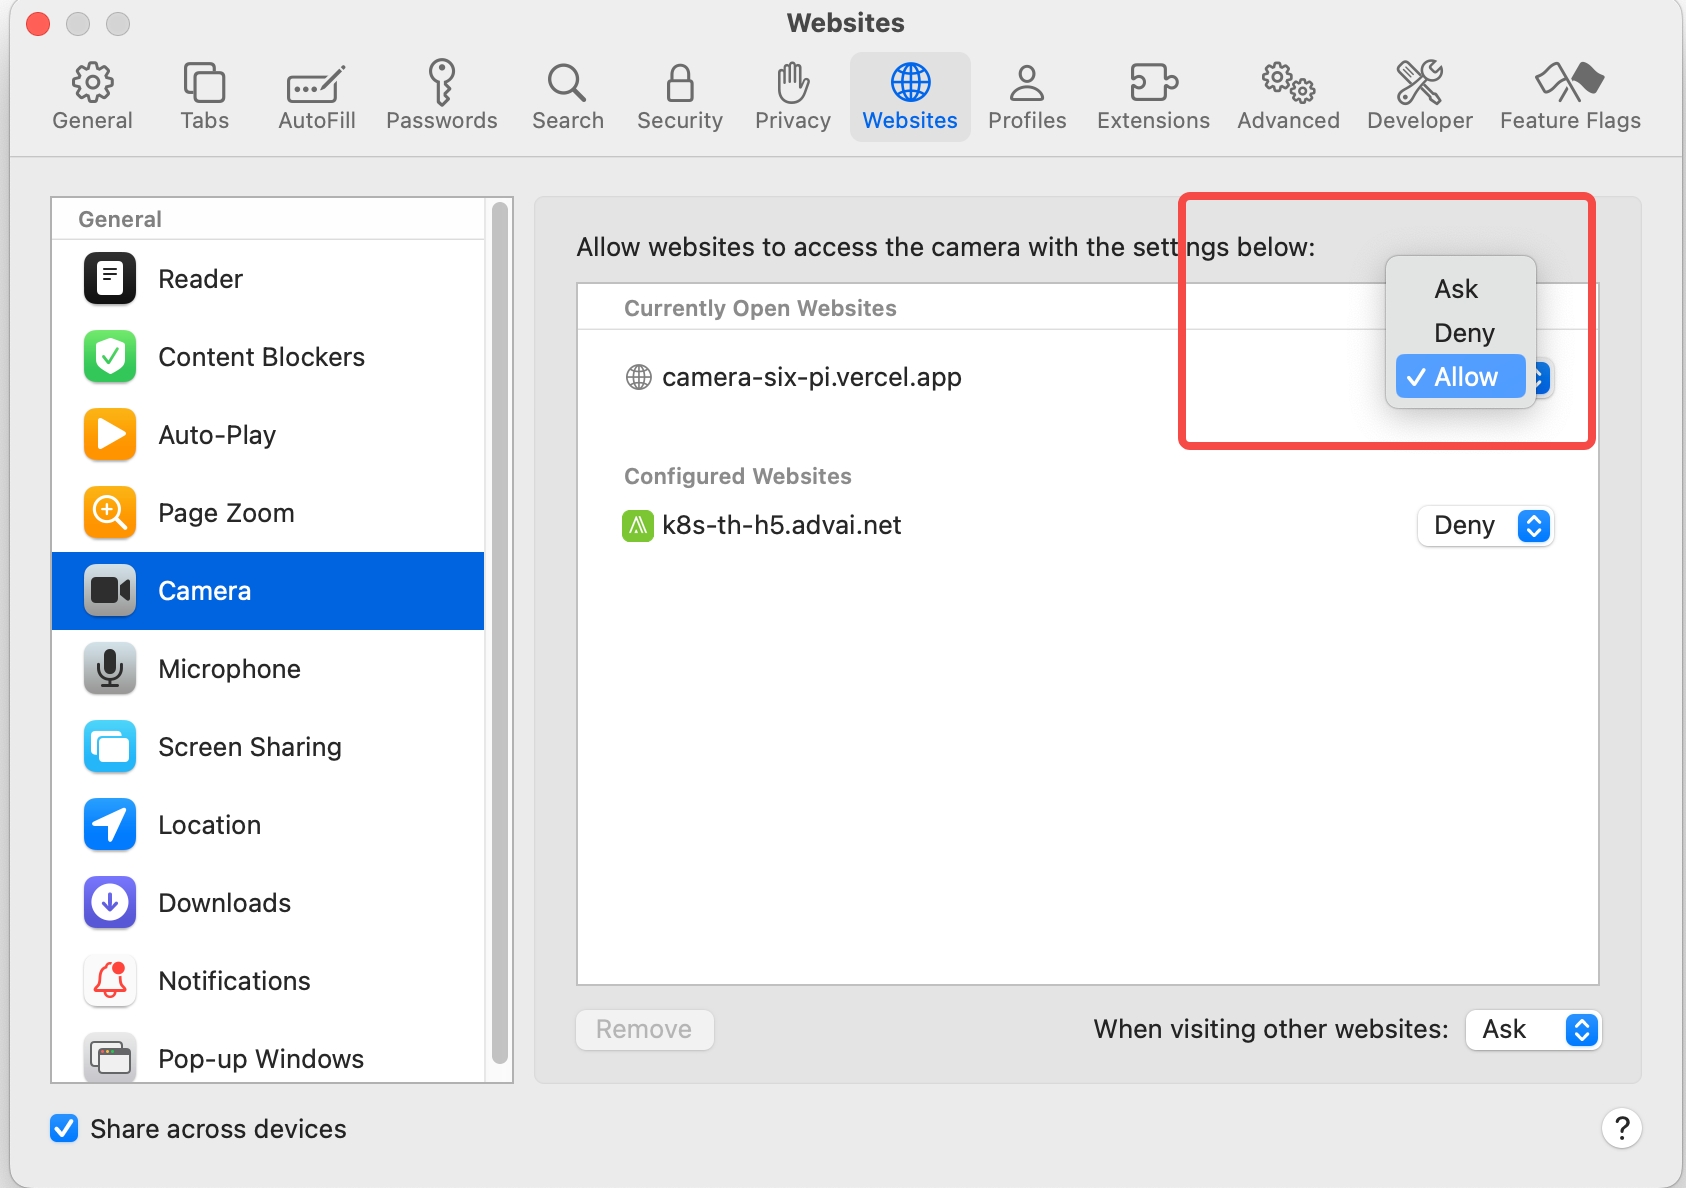 Websites
General
Tabs
AutoFill
Passwords
Search
Security
Privacy
Websites
Profiles
Extensions
Advanced
Developer
Feature Flags
General
Reader
Content Blockers
Auto-Play
Page Zoom
Camera
Microphone
Screen Sharing
Location
Downloads
Notifications
Pop-up Windows
Share across devices
Allow websites to access the camera with the settings below:
Currently Open Websites
camera-six-pi.vercel.app
Ask
Deny
Allow
Configured Websites
k8s-th-h5.advai.net Deny
Remove
When visiting other websites: Ask
?